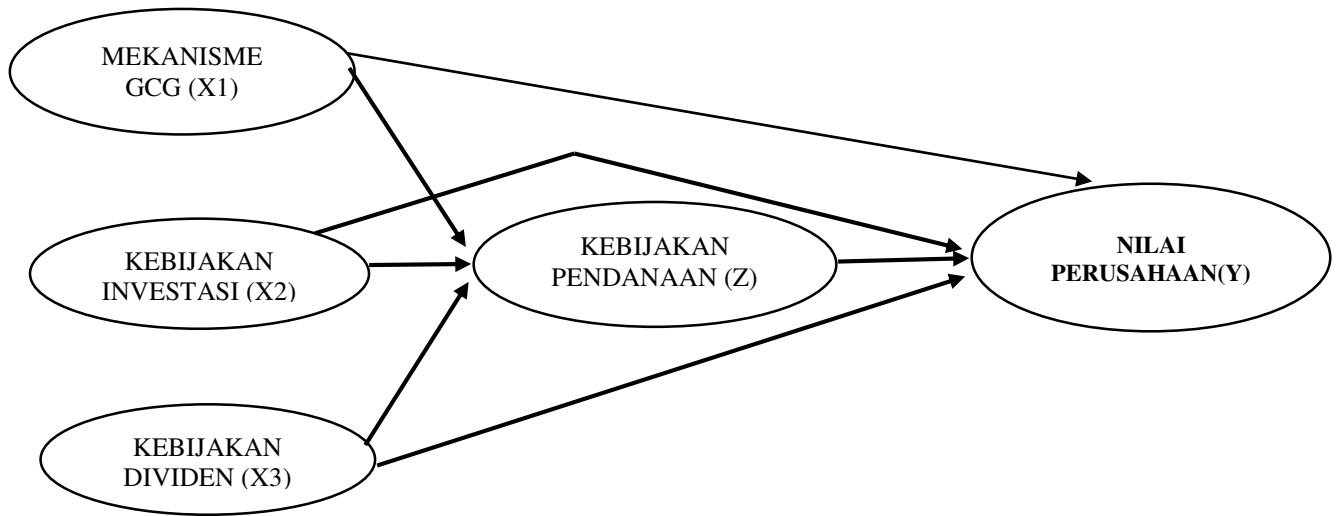 MEKANISME
GCG (X1)
KEBIJAKAN
INVESTASI (X2)
KEBIJAKAN
PENDANAAN (Z)
NILAI
PERUSAHAAN(Y)
KEBIJAKAN
DIVIDEN (X3)